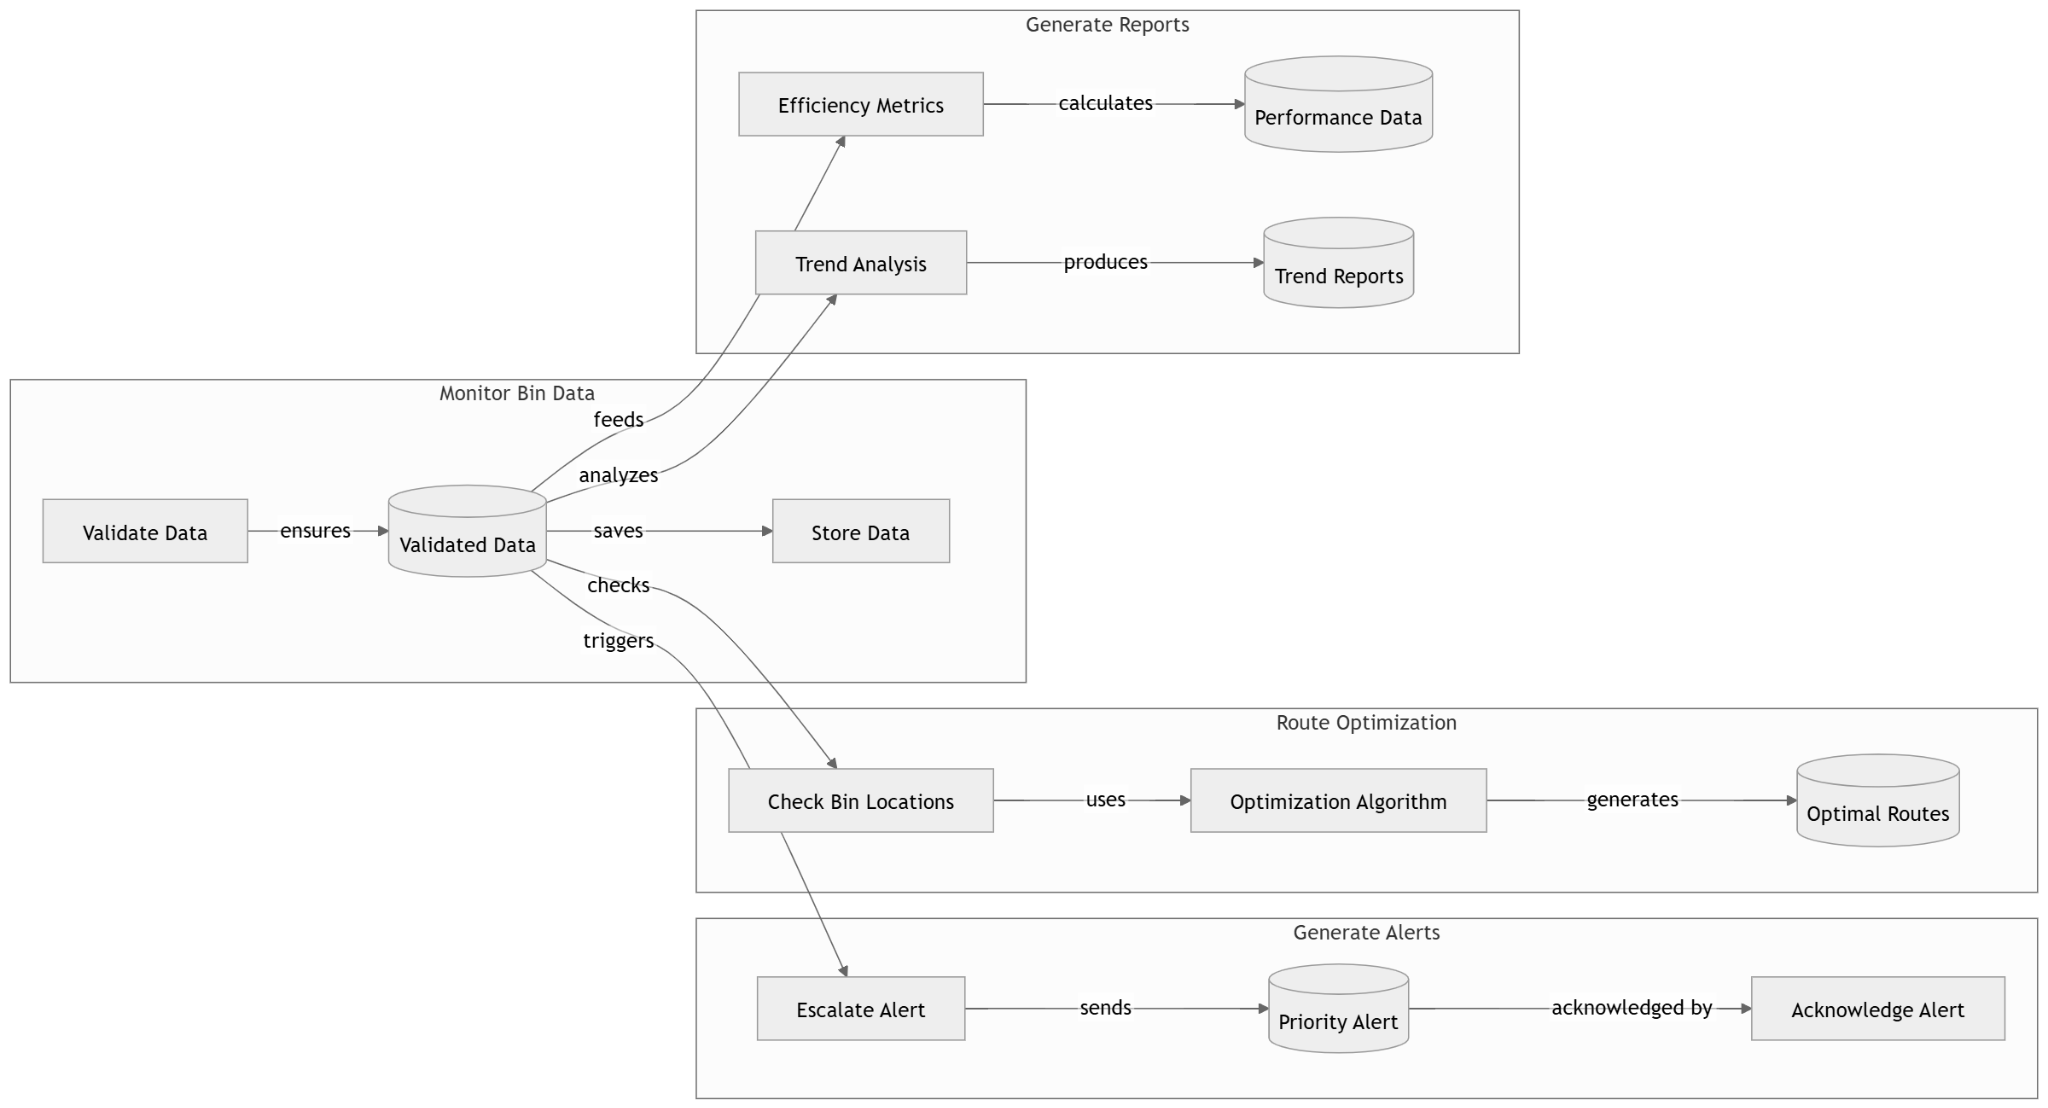 Generate Reports
Efficiency Metrics
calculates
Performance Data
Trend Analysis
produces
Trend Reports
Monitor Bin Data
feeds
analyzes
Validate Data
ensures
Validated Data
saves
Store Data
checks
triggers
Route Optimization
Check Bin Locations
uses
Optimization Algorithm
generates
Optimal Routes
Generate Alerts
Escalate Alert
sends
Priority Alert
acknowledged by
Acknowledge Alert